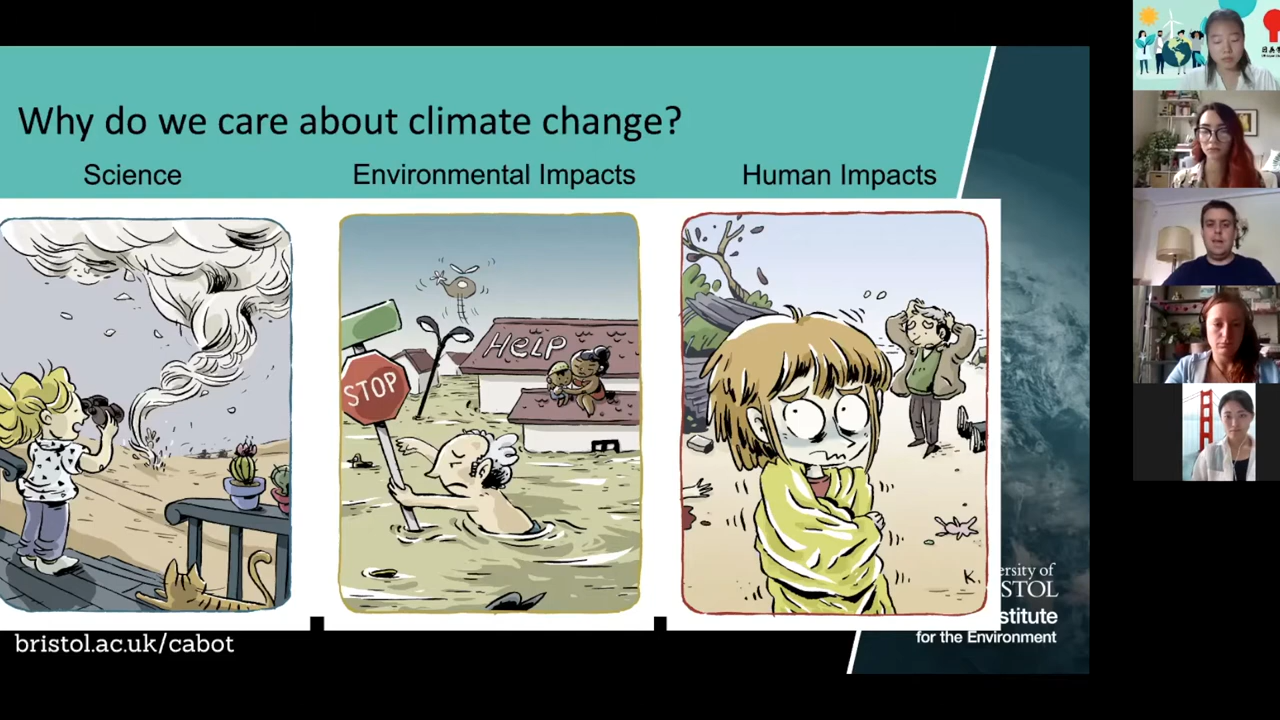 Why do we care about climate change?
Science
Environmental Impacts
Human Impacts
HELP
STOP
K.
ersity of
STOL
stitute
for the Environment
bristol.ac.uk/cabot